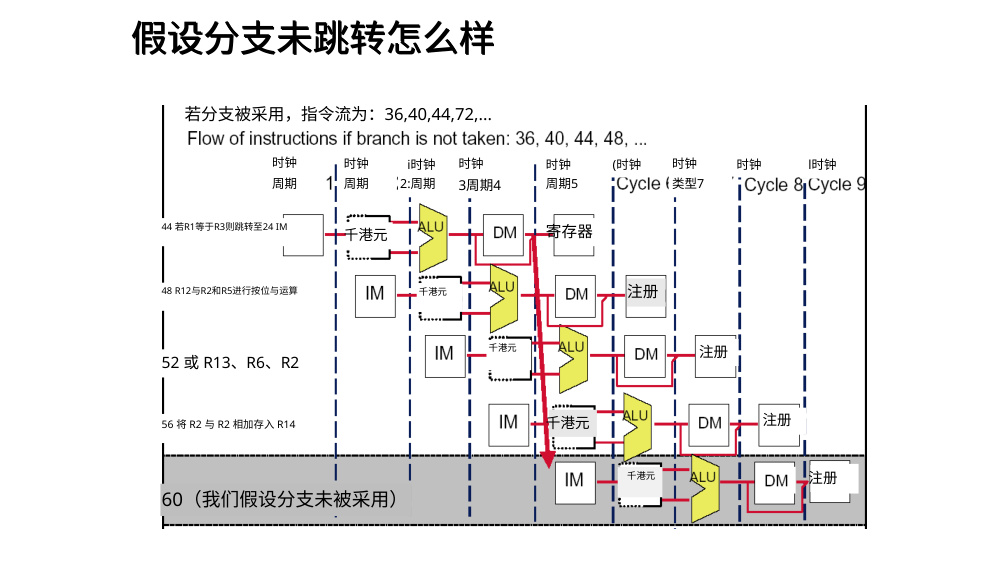 假设分支未跳转怎么样
若分支被采用，指令流为：36,40,44,72,...
Flow of instructions if branch is not taken: 36, 40, 44, 48, ...
时钟 时钟 i时钟 时钟 时钟 (时钟 时钟 时钟 I时钟
周期 1 周期 2:周期 3周期4 周期5 Cycle 类型7 Cycle 8 Cycle 9
44 若R1等于R3则跳转至24 IM 千港元 ALU DM 寄存器
48 R12与R2和R5进行按位与运算 IM 千港元 ALU DM 注册
52 或 R13、R6、R2 IM 千港元 ALU DM 注册
56 将 R2 与 R2 相加存入 R14 IM 千港元 ALU DM 注册
60（我们假设分支未被采用） IM 千港元 ALU DM 注册